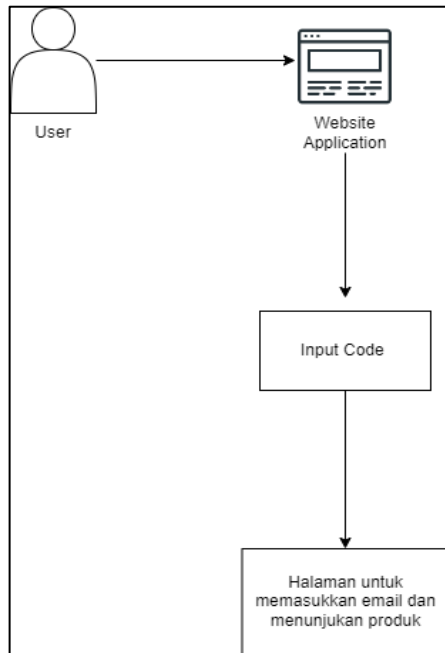 User
Website
Application
Input Code
Halaman untuk
memasukkan email dan
menunjukan produk